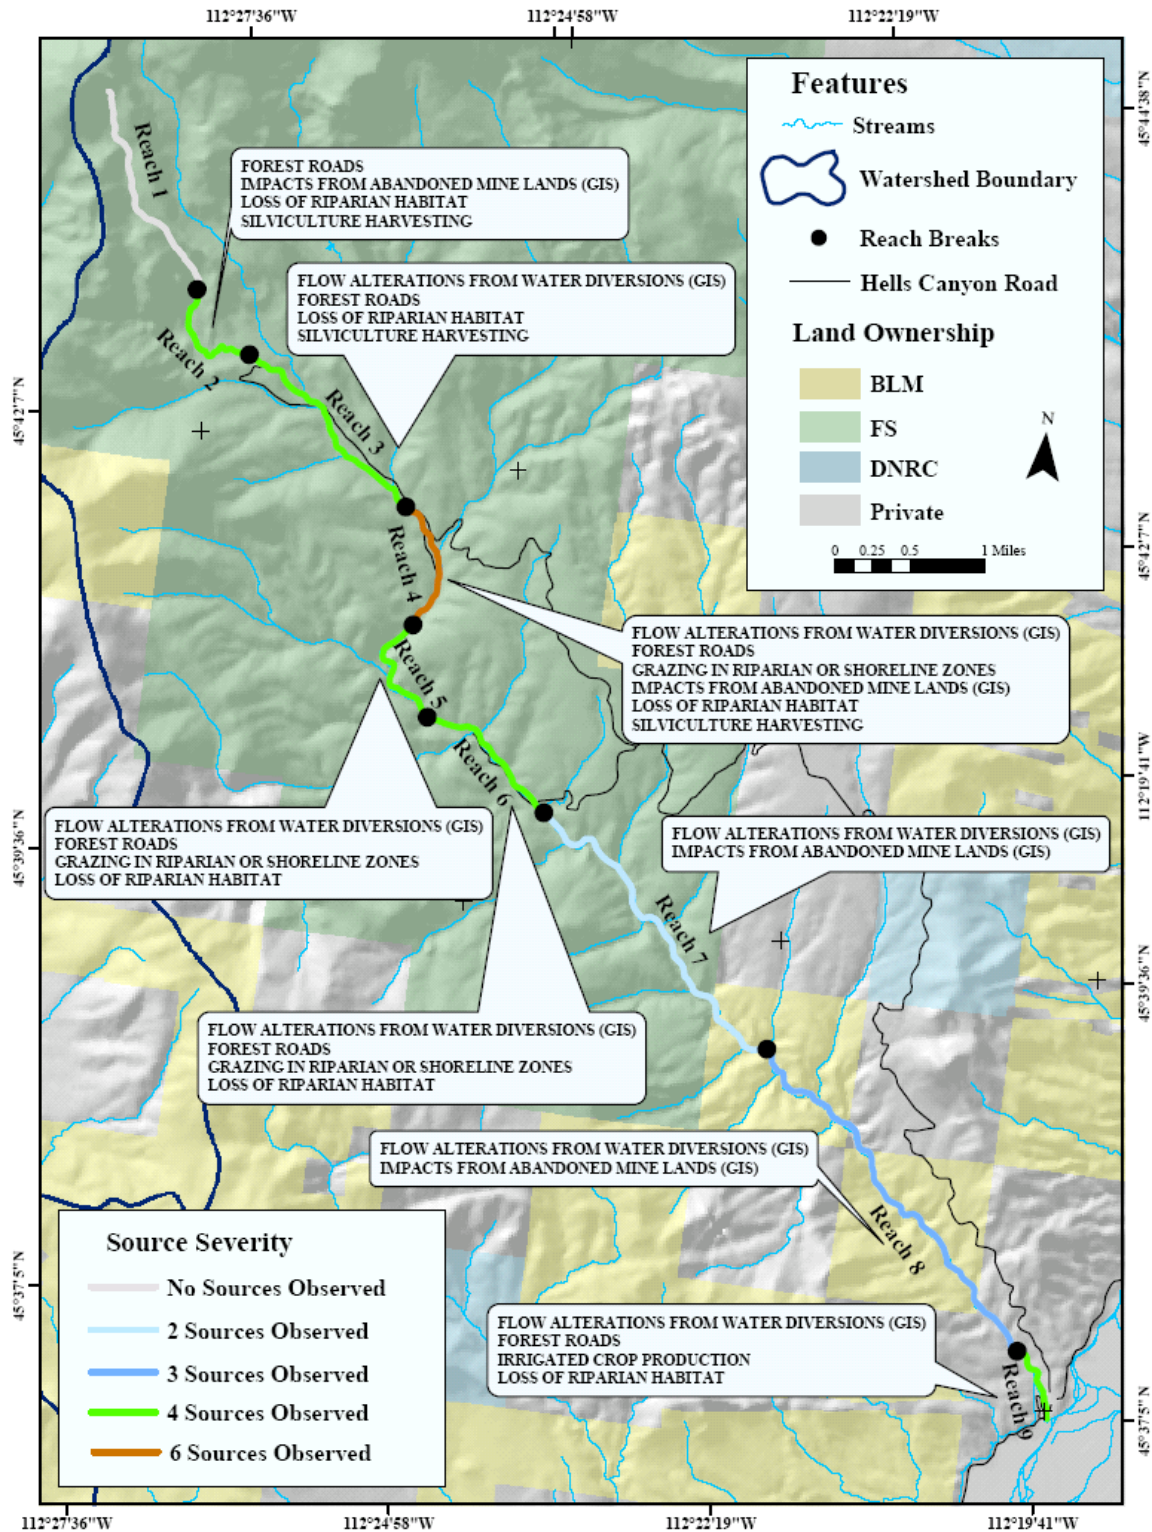 112°27'36"W
112°24'58"W
112°22'19"W
Features
Streams
Watershed Boundary
Reach Breaks
Hells Canyon Road
Land Ownership
BLM
FS
DNRC
Private
N
0 0.25 0.5 1 Miles
45°44'38"N
45°42'7"N
45°42'7"N
112°19'41"W
45°39'36"N
45°39'36"N
45°37'5"N
45°37'5"N
Reach 1
FOREST ROADS
IMPACTS FROM ABANDONED MINE LANDS (GIS)
LOSS OF RIPARIAN HABITAT
SILVICULTURE HARVESTING
Reach 2
FLOW ALTERATIONS FROM WATER DIVERSIONS (GIS)
FOREST ROADS
LOSS OF RIPARIAN HABITAT
SILVICULTURE HARVESTING
Reach 3
Reach 4
FLOW ALTERATIONS FROM WATER DIVERSIONS (GIS)
FOREST ROADS
GRAZING IN RIPARIAN OR SHORELINE ZONES
IMPACTS FROM ABANDONED MINE LANDS (GIS)
LOSS OF RIPARIAN HABITAT
SILVICULTURE HARVESTING
Reach 5
FLOW ALTERATIONS FROM WATER DIVERSIONS (GIS)
FOREST ROADS
GRAZING IN RIPARIAN OR SHORELINE ZONES
LOSS OF RIPARIAN HABITAT
Reach 6
FLOW ALTERATIONS FROM WATER DIVERSIONS (GIS)
FOREST ROADS
GRAZING IN RIPARIAN OR SHORELINE ZONES
LOSS OF RIPARIAN HABITAT
FLOW ALTERATIONS FROM WATER DIVERSIONS (GIS)
IMPACTS FROM ABANDONED MINE LANDS (GIS)
Reach 7
FLOW ALTERATIONS FROM WATER DIVERSIONS (GIS)
IMPACTS FROM ABANDONED MINE LANDS (GIS)
Reach 8
FLOW ALTERATIONS FROM WATER DIVERSIONS (GIS)
FOREST ROADS
IRRIGATED CROP PRODUCTION
LOSS OF RIPARIAN HABITAT
Reach 9
Source Severity
No Sources Observed
2 Sources Observed
3 Sources Observed
4 Sources Observed
6 Sources Observed
112°27'36"W
112°24'58"W
112°22'19"W
112°19'41"W